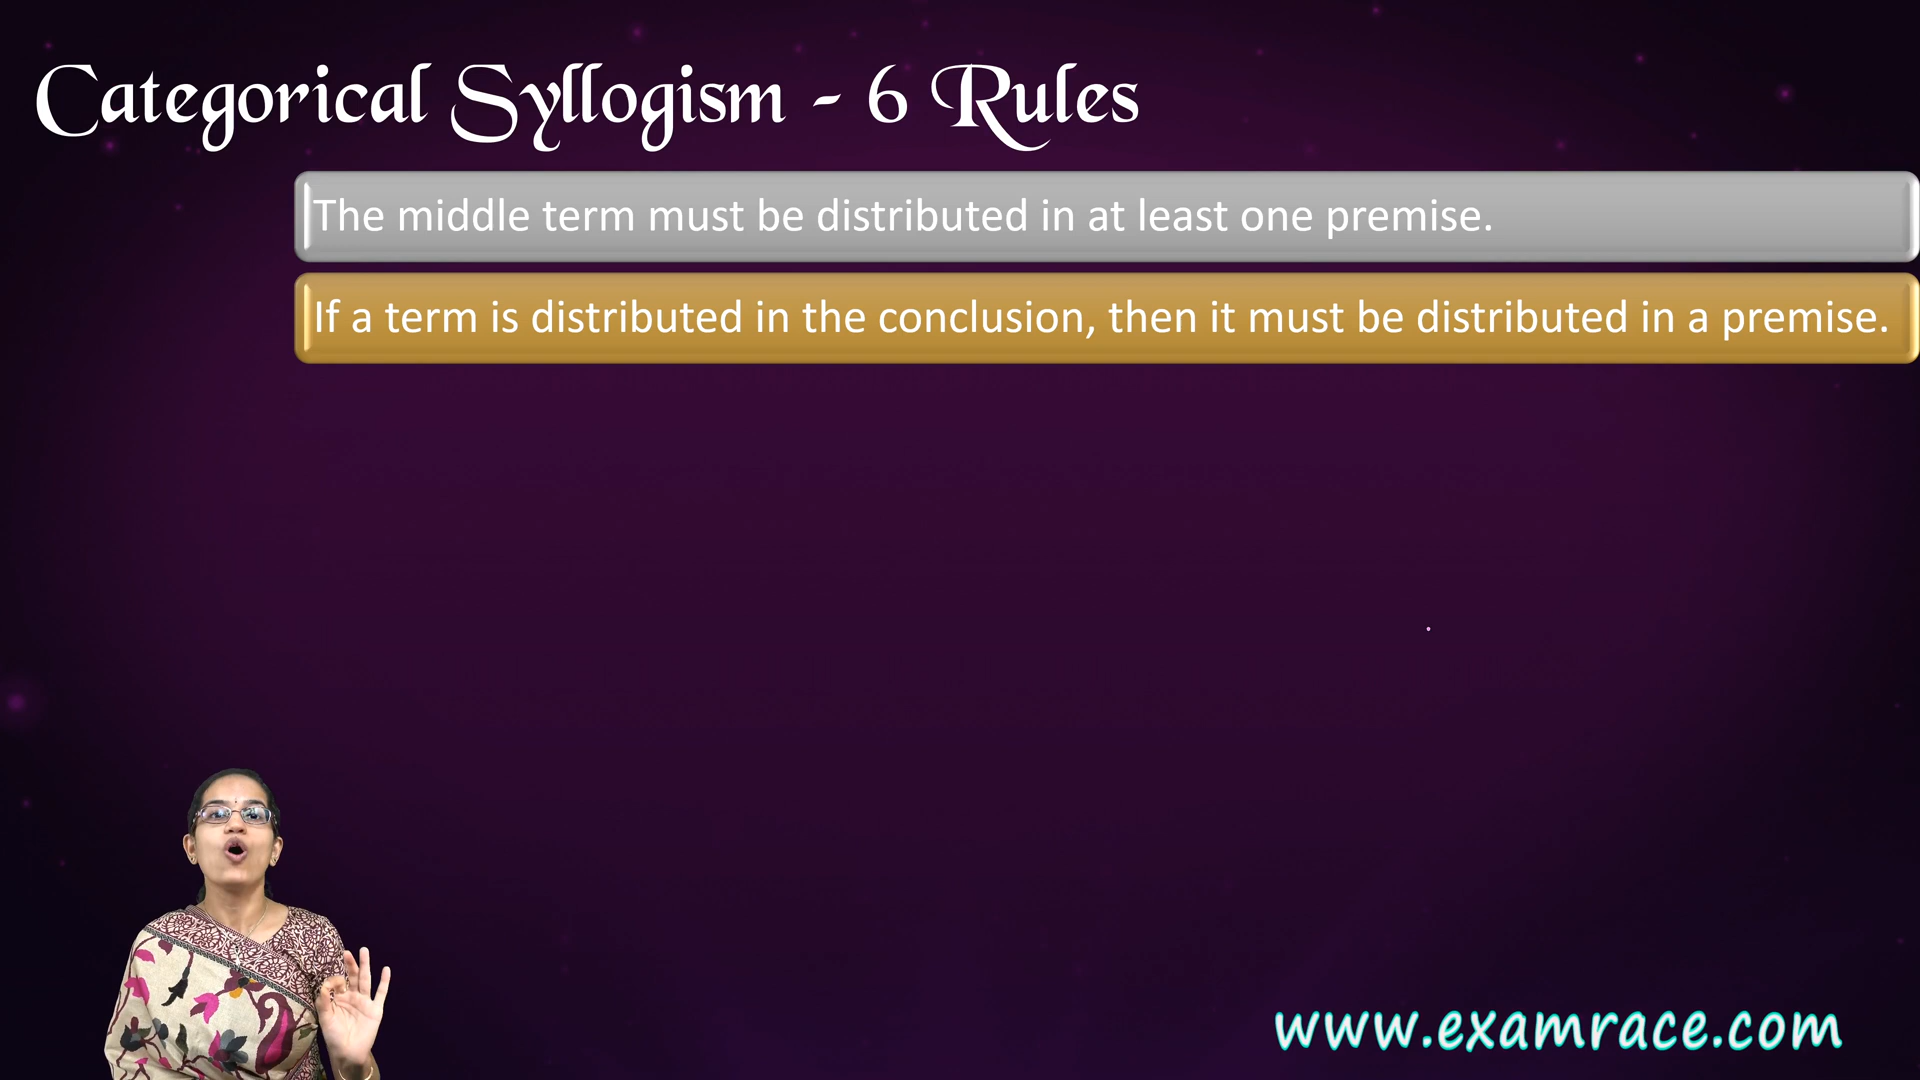 Categorical Syllogism - 6 Rules
The middle term must be distributed in at least one premise.
If a term is distributed in the conclusion, then it must be distributed in a premise.
www.examrace.com